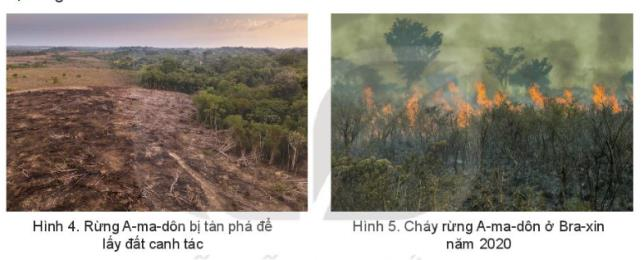 Hình 4. Rừng A-ma-dôn bị tàn phá để
lấy đất canh tác
Hình 5. Cháy rừng A-ma-dôn ở Bra-xin
năm 2020